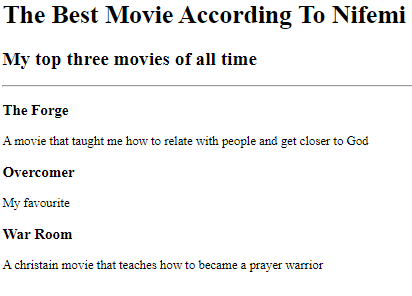 The Best Movie According To Nifemi
My top three movies of all time
The Forge
A movie that taught me how to relate with people and get closer to God
Overcomer
My favourite
War Room
A christain movie that teaches how to became a prayer warrior